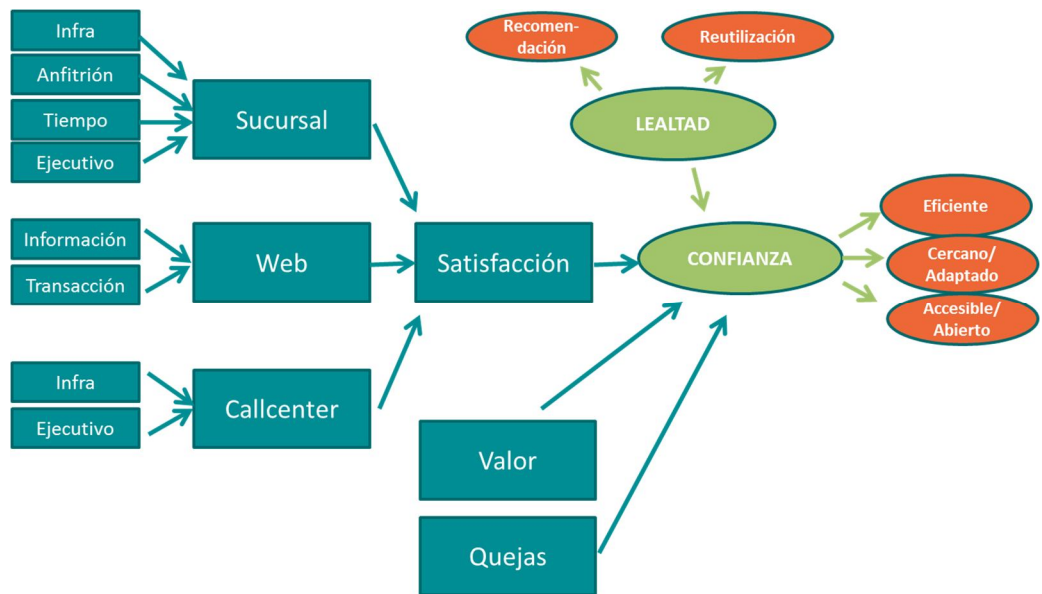 Infra
Anfitrión
Tiempo
Ejecutivo
Sucursal
Recomen-
dación
Reutilización
LEALTAD
Información
Transacción
Web
Satisfacción
CONFIANZA
Eficiente
Cercano/
Adaptado
Accesible/
Abierto
Infra
Ejecutivo
Callcenter
Valor
Quejas